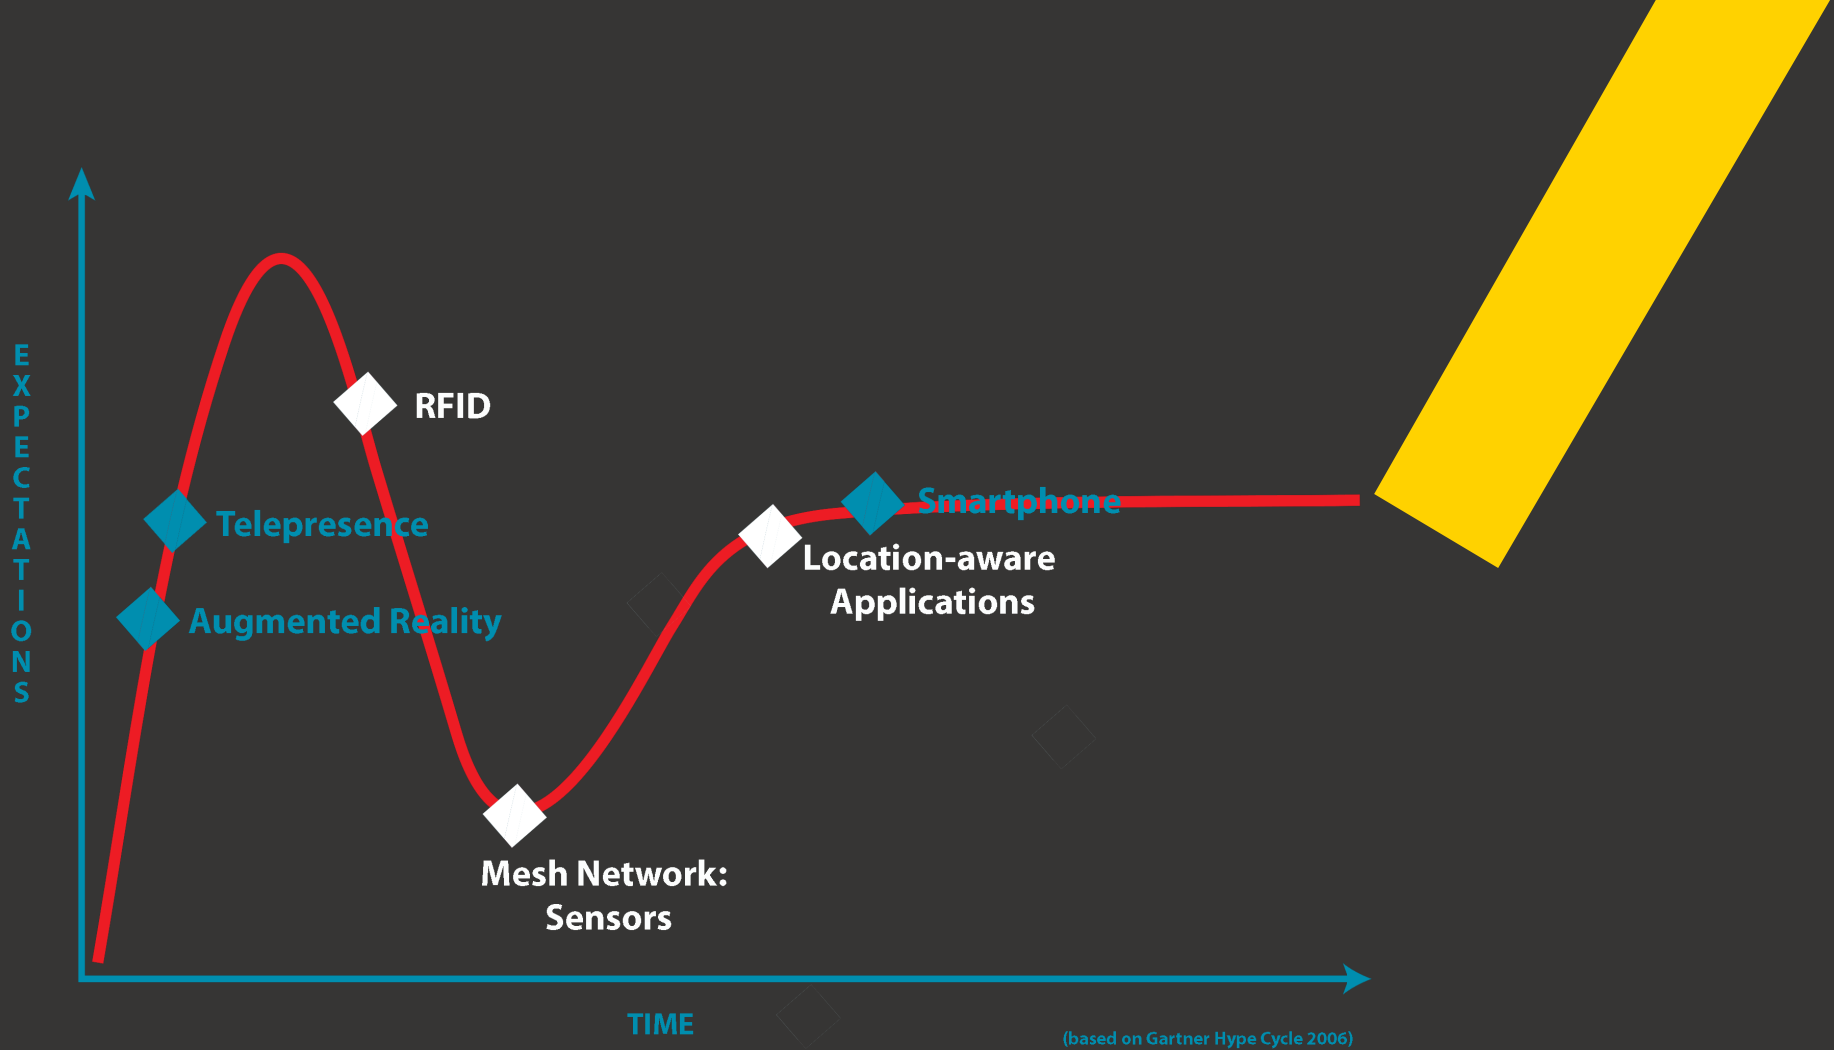 EXPECTATIONS
RFID
Smartphone
Telepresence
Location-aware
Applications
Augmented Reality
Mesh Network:
Sensors
TIME
(based on Gartner Hype Cycle 2006)